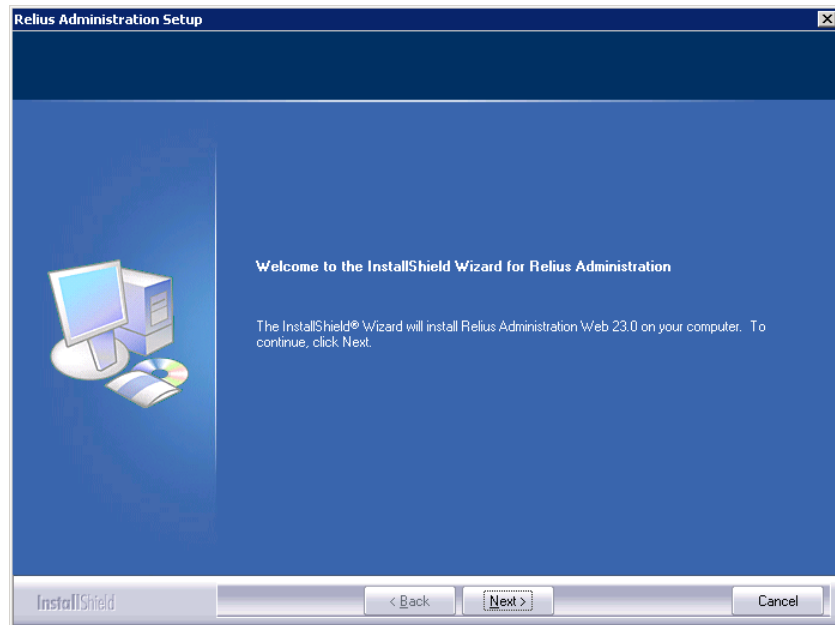 Relius Administration Setup
Welcome to the InstallShield Wizard for Relius Administration
The InstallShield® Wizard will install Relius Administration Web 23.0 on your computer. To
continue, click Next.
InstallShield
< Back
Next >
Cancel